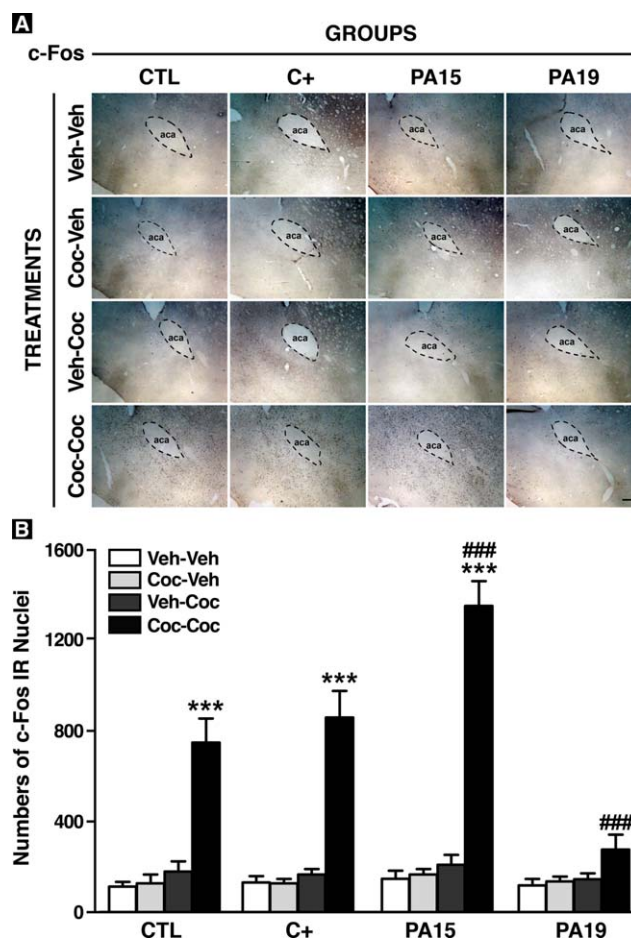 A
GROUPS
c-Fos
CTL C+ PA15 PA19
TREATMENTS
Veh-Veh
aca aca aca aca
Coc-Veh
aca aca aca aca
Veh-Coc
aca aca aca aca
Coc-Coc
aca aca aca aca
B
Numbers of c-Fos IR Nuclei
1600
1200
800
400
0
Veh-Veh
Coc-Veh
Veh-Coc
Coc-Coc
***
***
###
***
###
CTL C+ PA15 PA19